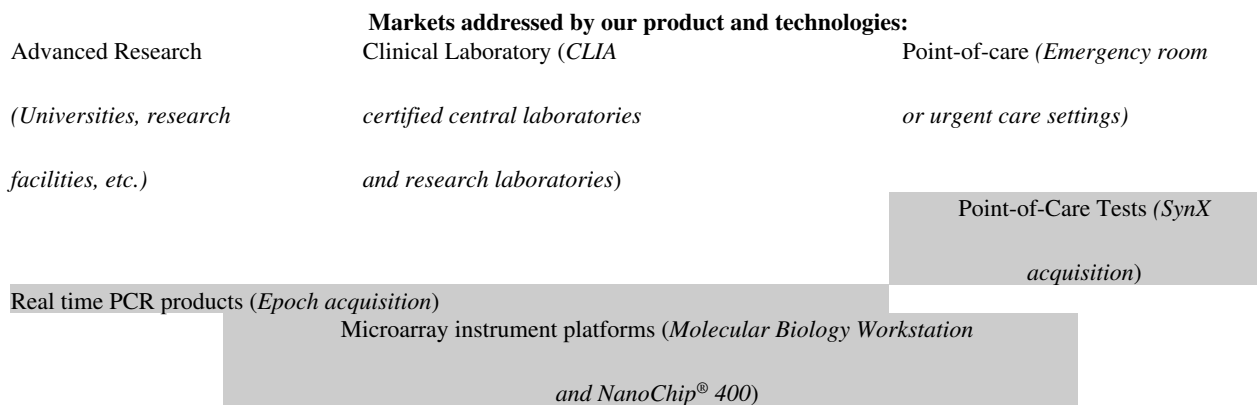 Markets addressed by our product and technologies:
Advanced Research Clinical Laboratory (CLIA Point-of-care (Emergency room
(Universities, research certified central laboratories or urgent care settings)
facilities, etc.) and research laboratories)
Point-of-Care Tests (SynX
acquisition)
Real time PCR products (Epoch acquisition)
Microarray instrument platforms (Molecular Biology Workstation
and NanoChip® 400)